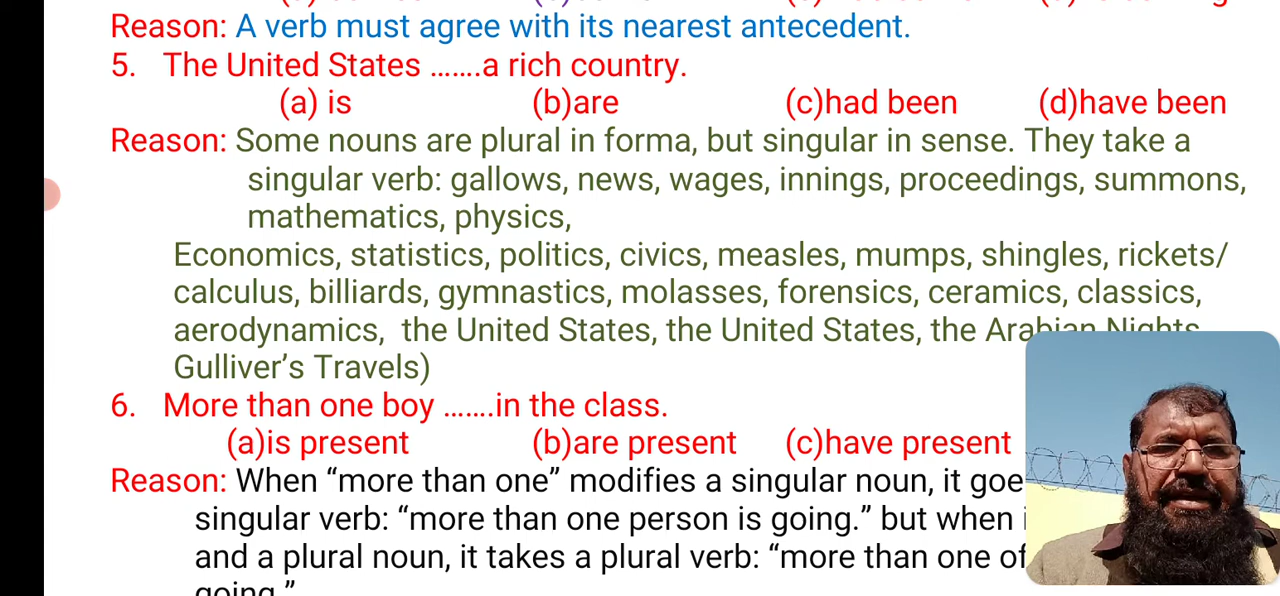 Reason: A verb must agree with its nearest antecedent.
5. The United States …….a rich country.
(a) is (b)are (c)had been (d)have been
Reason: Some nouns are plural in forma, but singular in sense. They take a
singular verb: gallows, news, wages, innings, proceedings, summons,
mathematics, physics,
Economics, statistics, politics, civics, measles, mumps, shingles, rickets/
calculus, billiards, gymnastics, molasses, forensics, ceramics, classics,
aerodynamics, the United States, the United States, the Arabian Nights
Gulliver’s Travels)
6. More than one boy …….in the class.
(a)is present (b)are present (c)have present
Reason: When “more than one” modifies a singular noun, it goe
singular verb: “more than one person is going.” but when
and a plural noun, it takes a plural verb: “more than one of
going.”